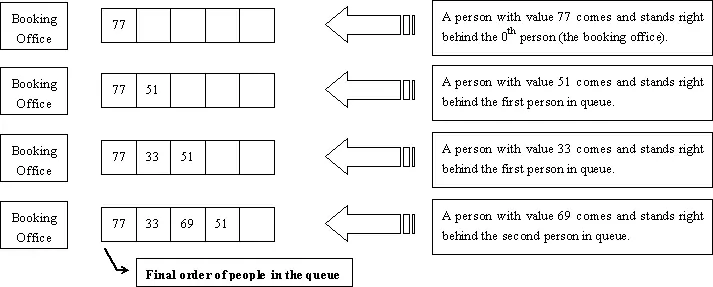 Booking
Office
77
A person with value 77 comes and stands right
behind the 0th person (the booking office).
Booking
Office
77 51
A person with value 51 comes and stands right
behind the first person in queue.
Booking
Office
77 33 51
A person with value 33 comes and stands right
behind the first person in queue.
Booking
Office
77 33 69 51
A person with value 69 comes and stands right
behind the second person in queue.
Final order of people in the queue